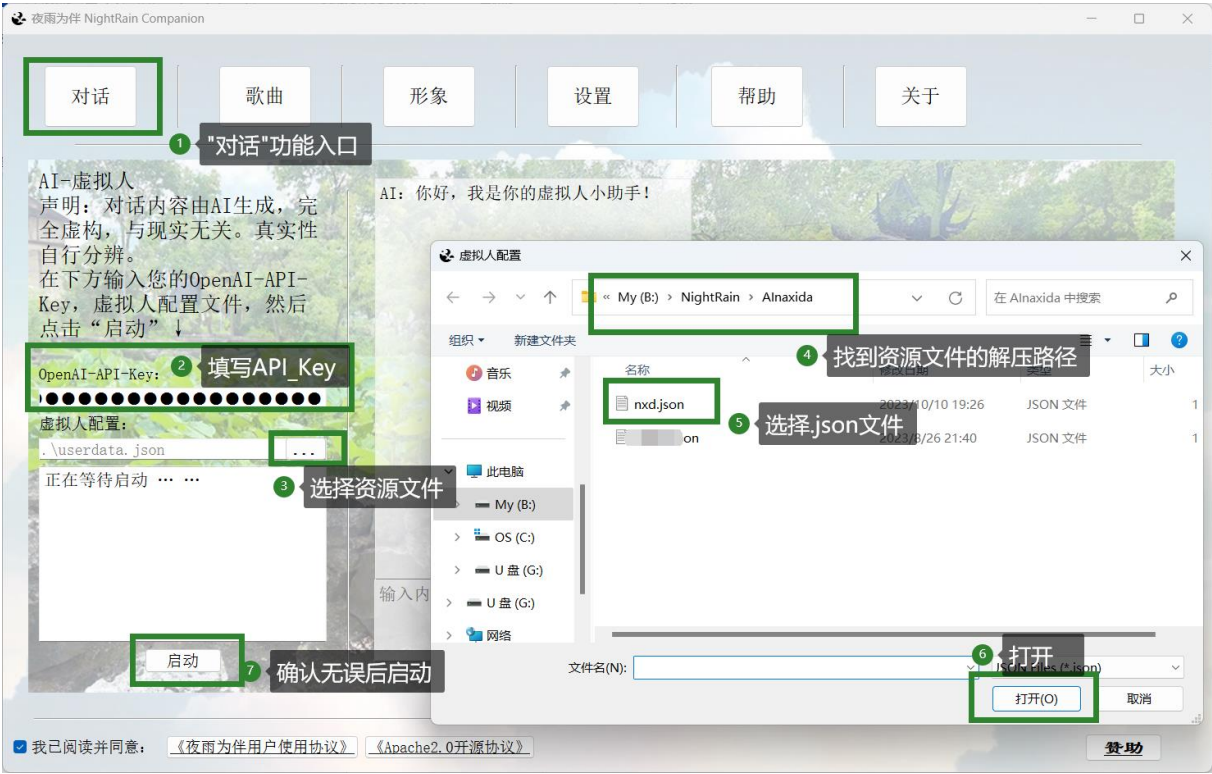 夜雨为伴 NightRain Companion
对话
歌曲
形象
设置
帮助
关于
1 "对话"功能入口
AI-虚拟人
声明：对话内容由AI生成，完
全虚构，与现实无关。真实性
自行分辨。
在下方输入您的OpenAI-API-
Key，虚拟人配置文件，然后
点击“启动”↓
OpenAI-API-Key:
2 填写API_Key
虚拟人配置:
.\userdata.json
...
3 选择资源文件
正在等待启动 … …
启动
7 确认无误后启动
AI: 你好，我是你的虚拟人小助手！
输入内
虚拟人配置
« My (B:) › NightRain › AInaxida
在 AInaxida 中搜索
组织
新建文件夹
4 找到资源文件的解压路径
音乐
视频
此电脑
My (B:)
OS (C:)
U 盘 (G:)
U 盘 (G:)
网络
名称
大小
nxd.json
2023/10/10 19:26
JSON 文件
1
5 选择.json文件
on
2023/8/26 21:40
JSON 文件
1
文件名(N):
6 打开
JSON Files (*.json)
打开(O)
取消
我已阅读并同意：
《夜雨为伴用户使用协议》
《Apache2.0开源协议》
赞助